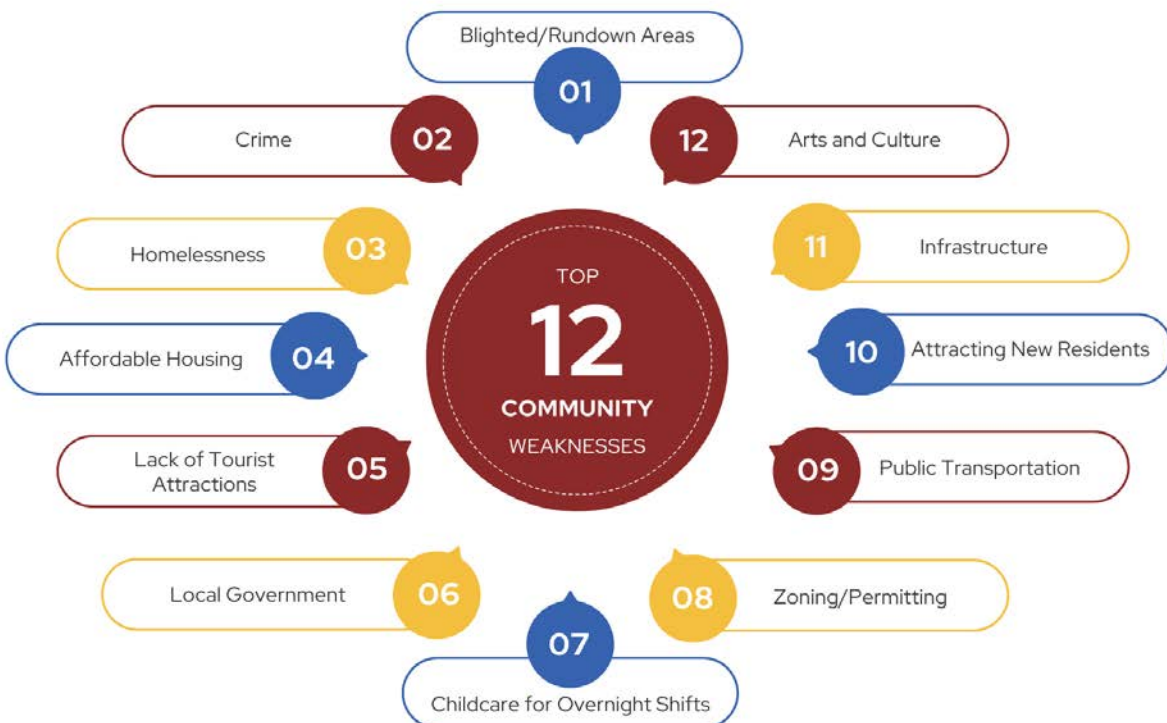 Blighted/Rundown Areas
01
02
Crime
03
Homelessness
04
Affordable Housing
05
Lack of Tourist
Attractions
06
Local Government
07
Childcare for Overnight Shifts
08
Zoning/Permitting
09
Public Transportation
10
Attracting New Residents
11
Infrastructure
12
Arts and Culture
TOP
12
COMMUNITY
WEAKNESSES